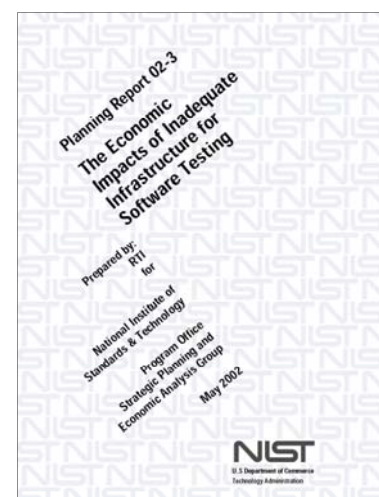 Planning Report 02-3
The Economic
Impacts of Inadequate
Infrastructure for
Software Testing
Prepared by:
RTI
for
National Institute of
Standards & Technology
Program Office
Strategic Planning and
Economic Analysis Group
May 2002
NIST
U.S Department of Commerce
Technology Administration